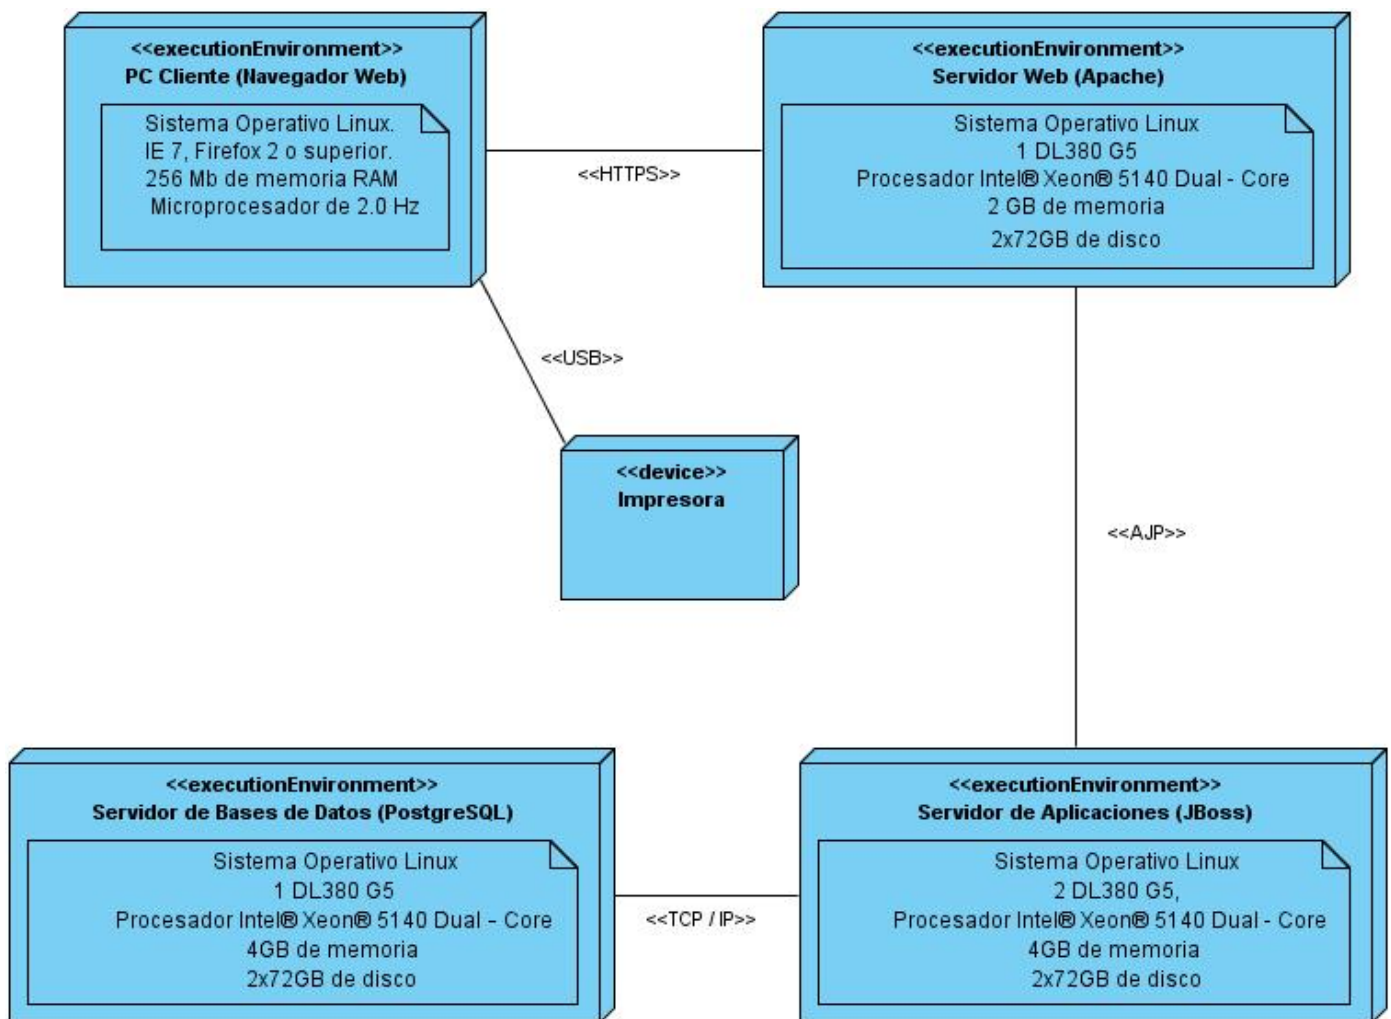 <<executionEnvironment>>
PC Cliente (Navegador Web)
Sistema Operativo Linux.
IE 7, Firefox 2 o superior.
256 Mb de memoria RAM
Microprocesador de 2.0 Hz
<<HTTPS>>
<<executionEnvironment>>
Servidor Web (Apache)
Sistema Operativo Linux
1 DL380 G5
Procesador Intel® Xeon® 5140 Dual - Core
2 GB de memoria
2x72GB de disco
<<USB>>
<<device>>
Impresora
<<AJP>>
<<executionEnvironment>>
Servidor de Bases de Datos (PostgreSQL)
Sistema Operativo Linux
1 DL380 G5
Procesador Intel® Xeon® 5140 Dual – Core
4GB de memoria
2x72GB de disco
<<TCP / IP>>
<<executionEnvironment>>
Servidor de Aplicaciones (JBoss)
Sistema Operativo Linux
2 DL380 G5,
Procesador Intel® Xeon® 5140 Dual - Core
4GB de memoria
2x72GB de disco